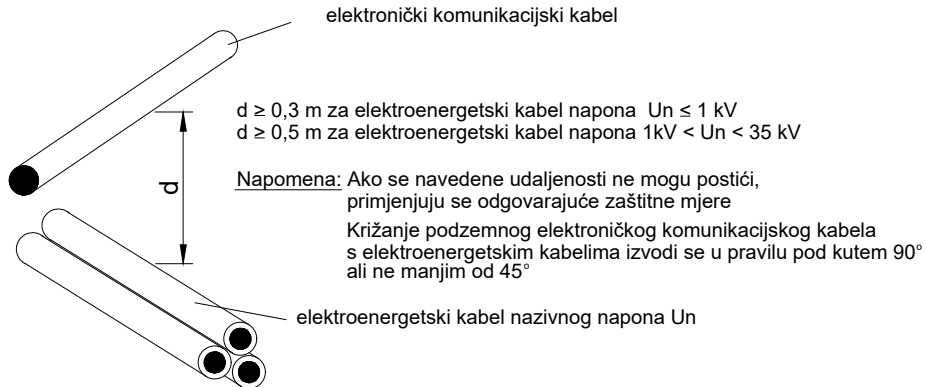 elektronički komunikacijski kabel
d ≥ 0,3 m za elektroenergetski kabel napona Un ≤ 1 kV
d ≥ 0,5 m za elektroenergetski kabel napona 1kV < Un < 35 kV
d
Napomena: Ako se navedene udaljenosti ne mogu postići,
primjenjuju se odgovarajuće zaštitne mjere
Križanje podzemnog elektroničkog komunikacijskog kabela
s elektroenergetskim kabelima izvodi se u pravilu pod kutem 90°
ali ne manjim od 45°
elektroenergetski kabel nazivnog napona Un